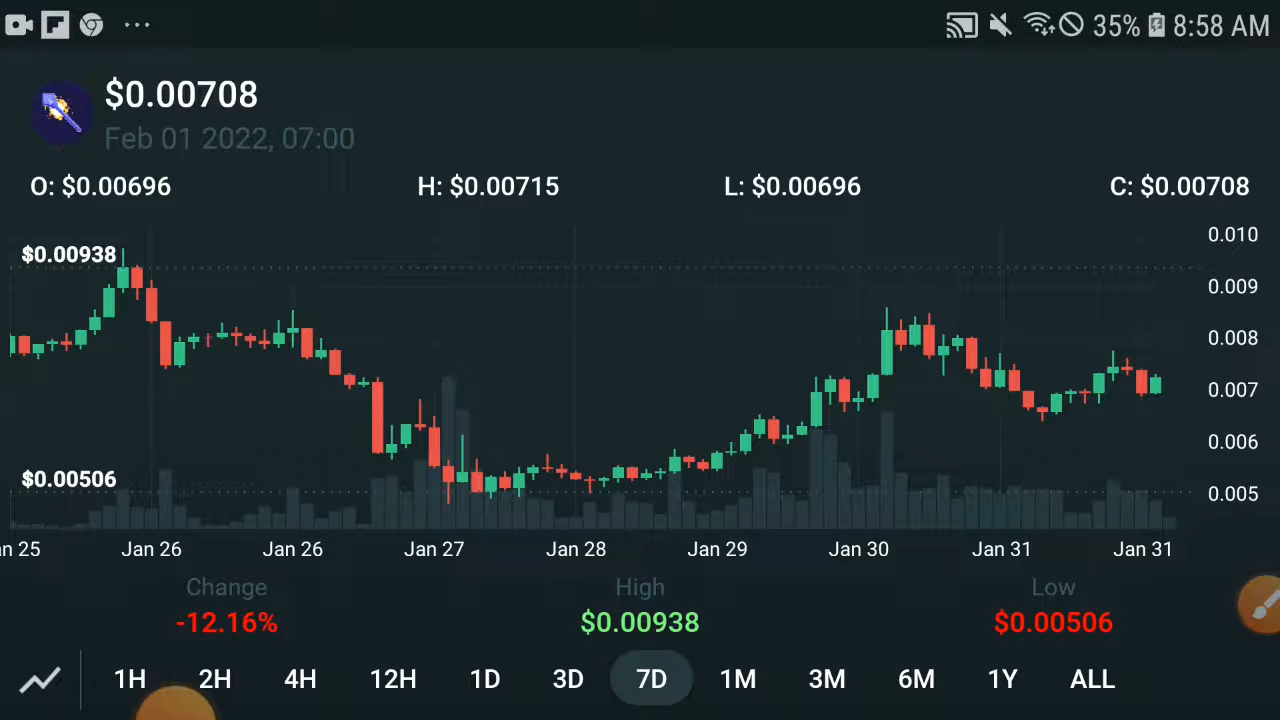 35% 8:58 AM
$0.00708
Feb 01 2022, 07:00
O: $0.00696 H: $0.00715 L: $0.00696 C: $0.00708
0.010
$0.00938
0.009
0.008
0.007
0.006
$0.00506
0.005
n 25 Jan 26 Jan 26 Jan 27 Jan 28 Jan 29 Jan 30 Jan 31 Jan 31
Change High Low
-12.16% $0.00938 $0.00506
1H 2H 4H 12H 1D 3D 7D 1M 3M 6M 1Y ALL